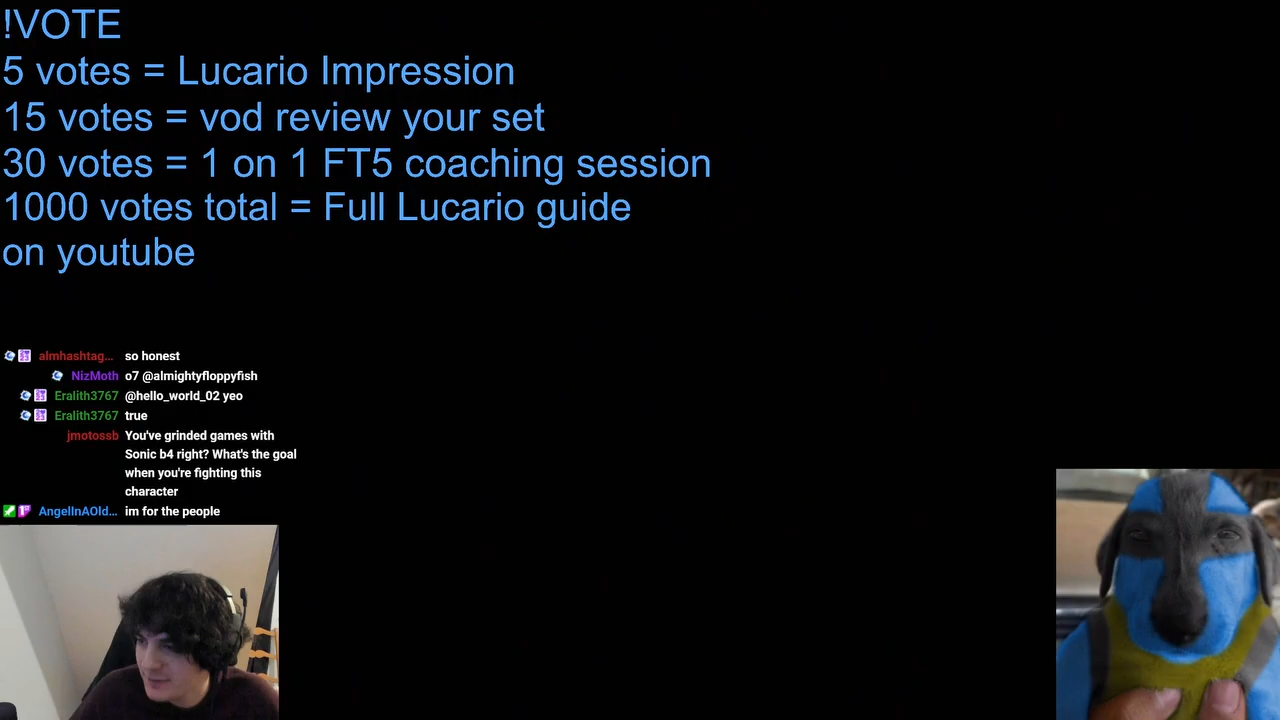 !VOTE
5 votes = Lucario Impression
15 votes = vod review your set
30 votes = 1 on 1 FT5 coaching session
1000 votes total = Full Lucario guide
on youtube
almhashtag... so honest
NizMoth o7 @almightyfloppyfish
Eralith3767 @hello_world_02 yeo
Eralith3767 true
jmotossb You've grinded games with
Sonic b4 right? What's the goal
when you're fighting this
character
AngelInAOld... im for the people